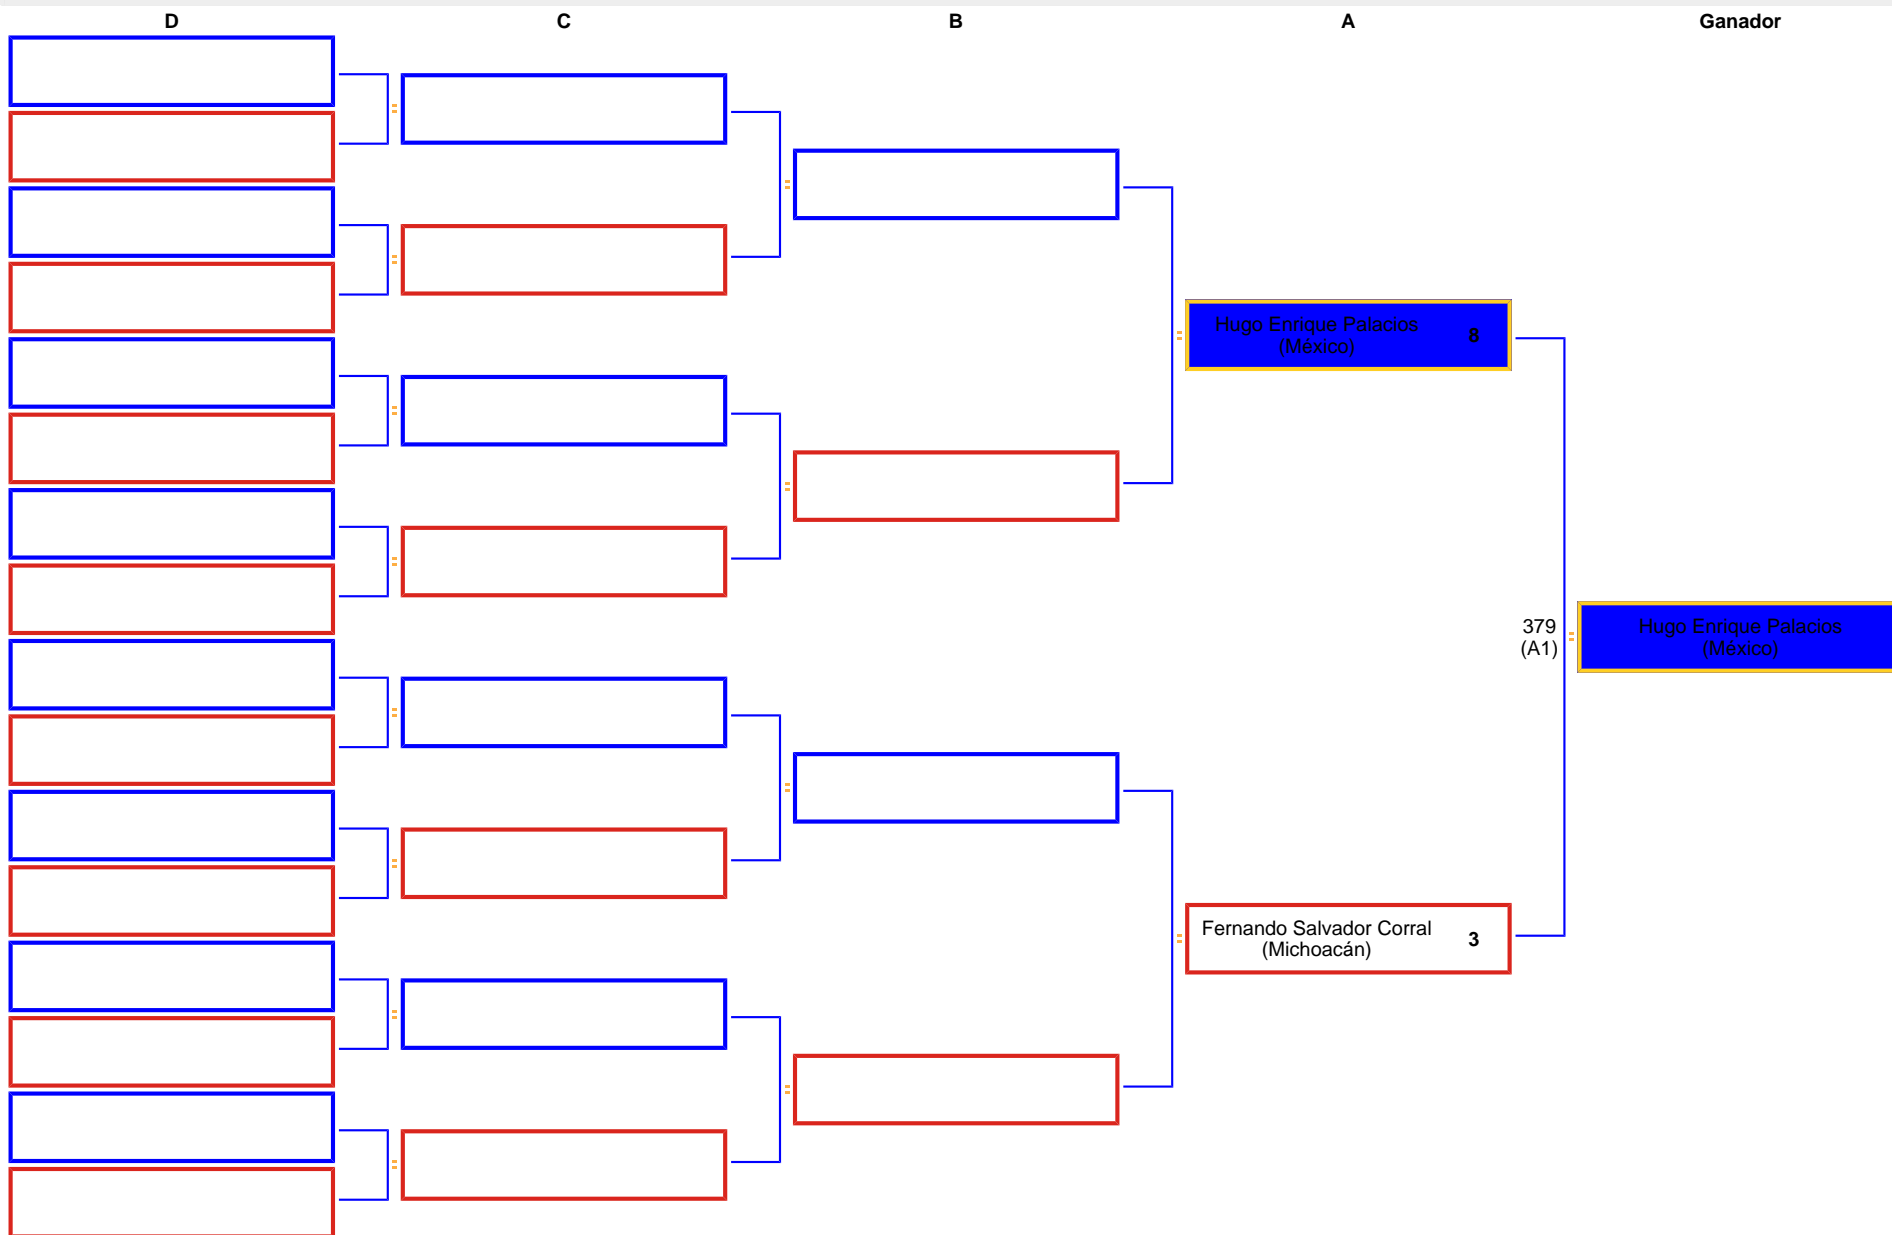 D C B A Ganador
Hugo Enrique Palacios
(México)
8
379
(A1)
Hugo Enrique Palacios
(México)
Fernando Salvador Corral
(Michoacán)
3